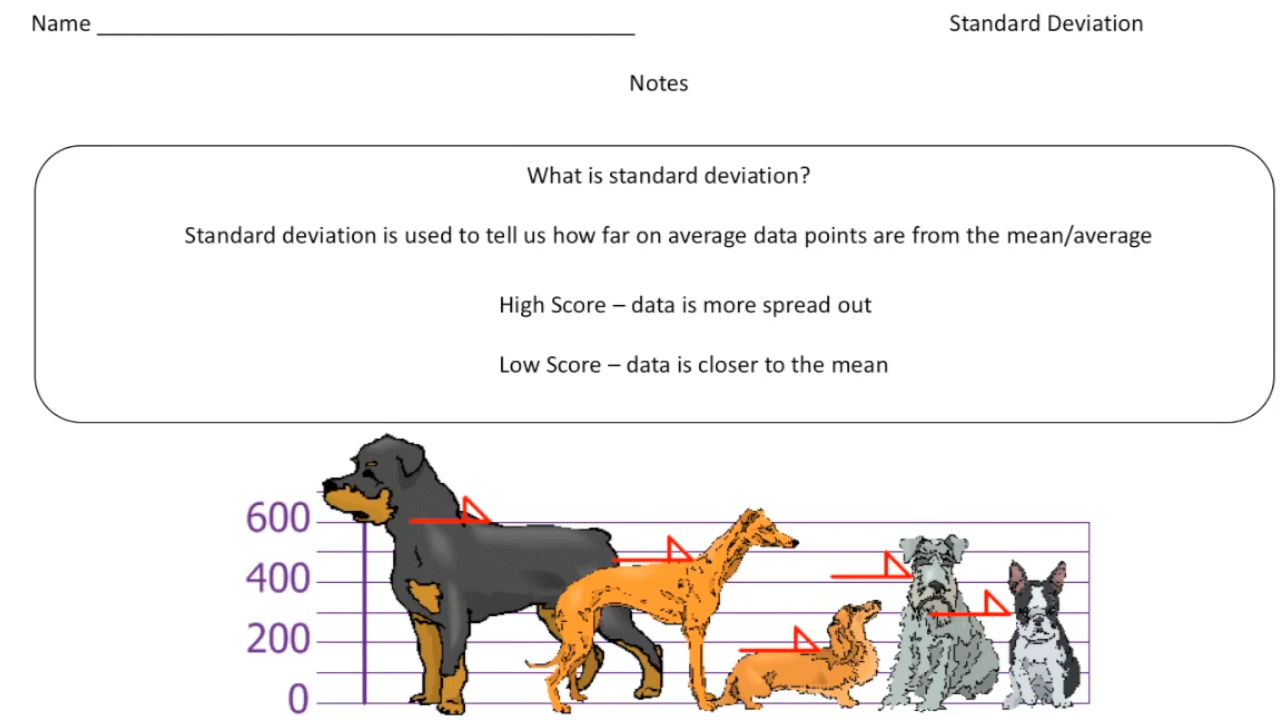 Name
Standard Deviation
Notes
What is standard deviation?
Standard deviation is used to tell us how far on average data points are from the mean/average
High Score – data is more spread out
Low Score – data is closer to the mean
600
400
200
0